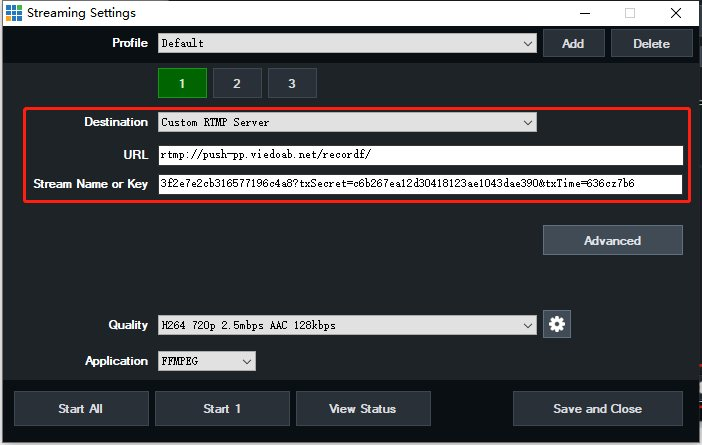 Streaming Settings
Profile Default Add Delete
1 2 3
Destination Custom RTMP Server
URL rtmp://push-pp.viedoab.net/recordf/
Stream Name or Key 3f2e7e2cb316577196c4a8?txSecret=c6b267ea12d30418123ae1043dae390&txTime=636cz7b6
Advanced
Quality H264 720p 2.5mbps AAC 128kbps
Application FFMPEG
Start All Start 1 View Status Save and Close